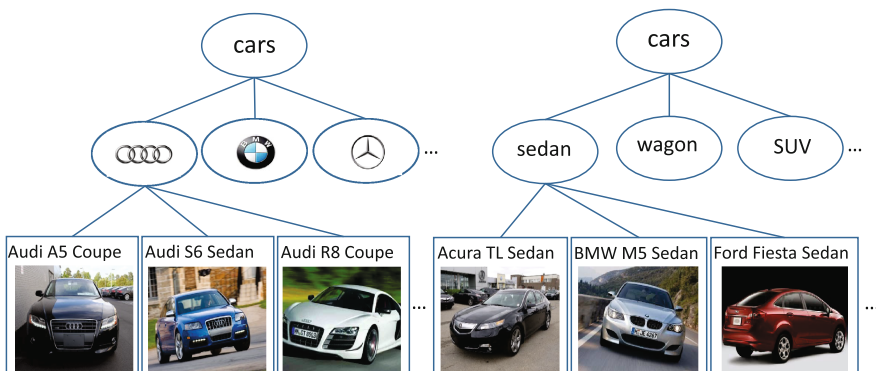 cars
cars
BMW
...
sedan
wagon
SUV
...
Audi A5 Coupe
Audi S6 Sedan
Audi R8 Coupe
...
Acura TL Sedan
BMW M5 Sedan
Ford Fiesta Sedan
...